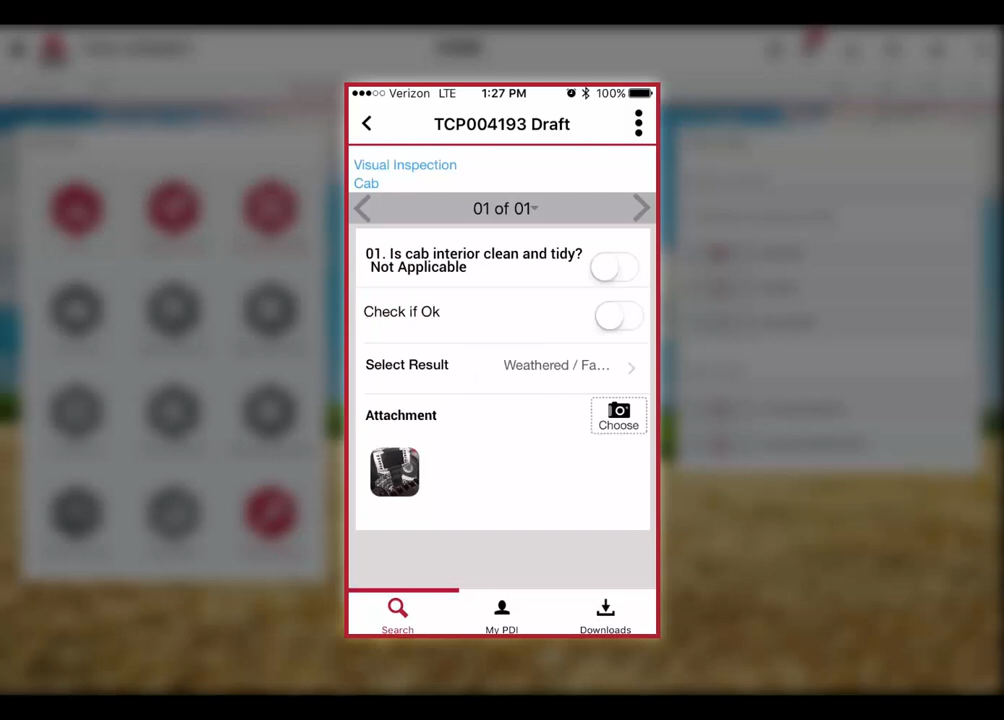 Verizon LTE 1:27 PM 100%
TCP004193 Draft
Visual Inspection
Cab
01 of 01
01. Is cab interior clean and tidy?
Not Applicable
Check if Ok
Select Result Weathered / Fa...
Attachment
Choose
Search My PDI Downloads